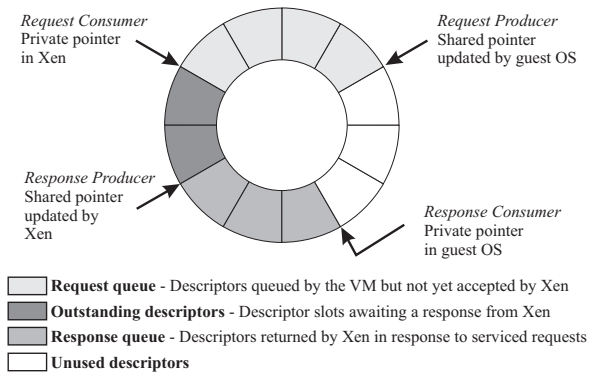 Request Consumer
Private pointer
in Xen
Request Producer
Shared pointer
updated by guest OS
Response Producer
Shared pointer
updated by
Xen
Response Consumer
Private pointer
in guest OS
Request queue - Descriptors queued by the VM but not yet accepted by Xen
Outstanding descriptors - Descriptor slots awaiting a response from Xen
Response queue - Descriptors returned by Xen in response to serviced requests
Unused descriptors